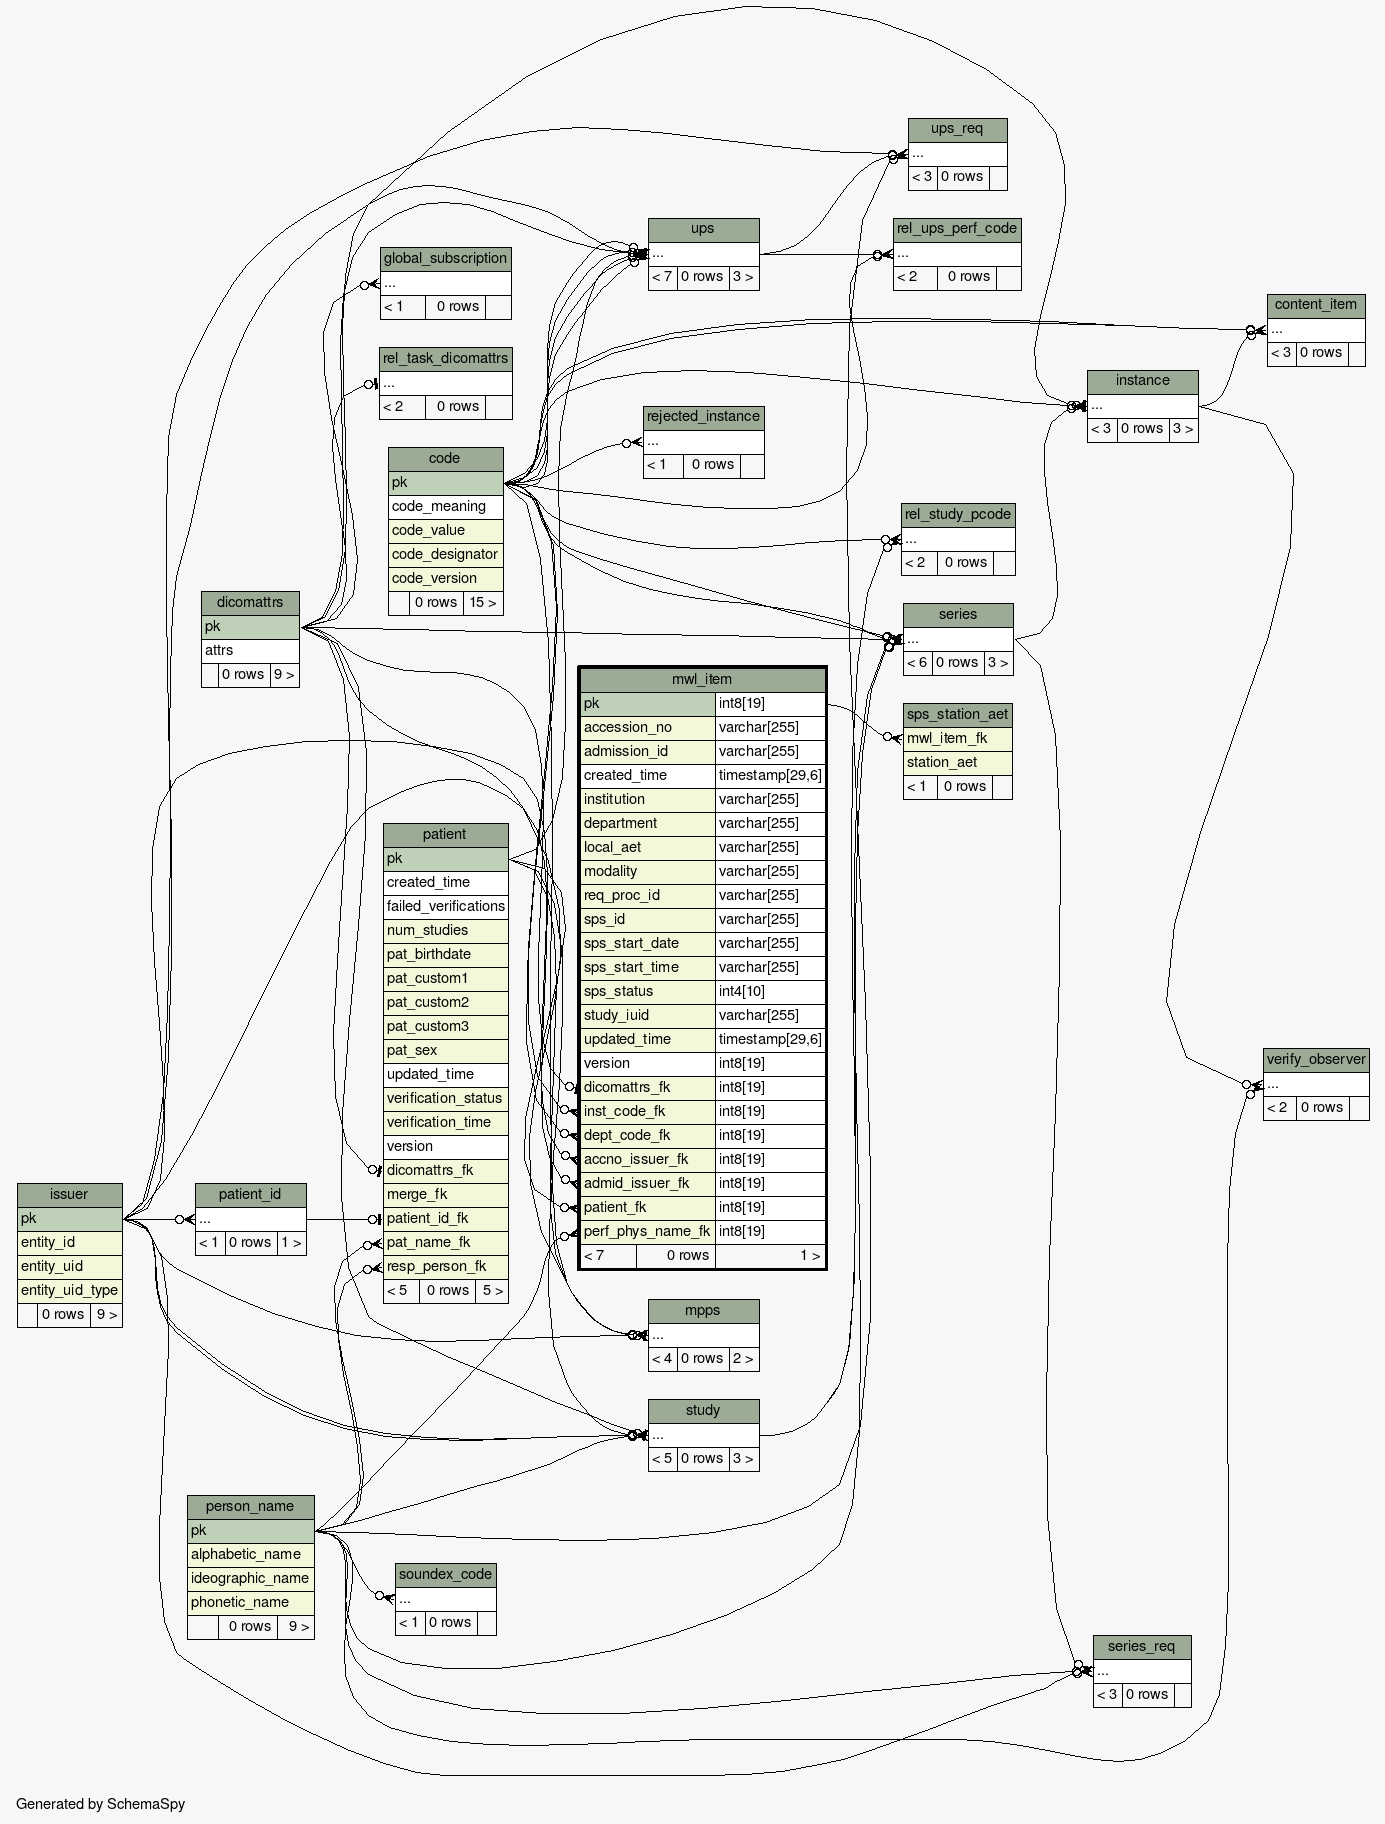 ups_req
...
< 3 0 rows
ups
...
< 7 0 rows 3 >
rel_ups_perf_code
...
< 2 0 rows
global_subscription
...
< 1 0 rows
content_item
...
< 3 0 rows
rel_task_dicomattrs
...
< 2 0 rows
instance
...
< 3 0 rows 3 >
rejected_instance
...
< 1 0 rows
code
pk
code_meaning
code_value
code_designator
code_version
0 rows 15 >
rel_study_pcode
...
< 2 0 rows
dicomattrs
pk
attrs
0 rows 9 >
series
...
< 6 0 rows 3 >
mwl_item
pk int8[19]
accession_no varchar[255]
admission_id varchar[255]
created_time timestamp[29,6]
institution varchar[255]
department varchar[255]
local_aet varchar[255]
modality varchar[255]
req_proc_id varchar[255]
sps_id varchar[255]
sps_start_date varchar[255]
sps_start_time varchar[255]
sps_status int4[10]
study_iuid varchar[255]
updated_time timestamp[29,6]
version int8[19]
dicomattrs_fk int8[19]
inst_code_fk int8[19]
dept_code_fk int8[19]
accno_issuer_fk int8[19]
admid_issuer_fk int8[19]
patient_fk int8[19]
perf_phys_name_fk int8[19]
< 7 0 rows 1 >
sps_station_aet
mwl_item_fk
station_aet
< 1 0 rows
patient
pk
created_time
failed_verifications
num_studies
pat_birthdate
pat_custom1
pat_custom2
pat_custom3
pat_sex
updated_time
verification_status
verification_time
version
dicomattrs_fk
merge_fk
patient_id_fk
pat_name_fk
resp_person_fk
< 5 0 rows 5 >
verify_observer
...
< 2 0 rows
issuer
pk
entity_id
entity_uid
entity_uid_type
0 rows 9 >
patient_id
...
< 1 0 rows 1 >
mpps
...
< 4 0 rows 2 >
study
...
< 5 0 rows 3 >
person_name
pk
alphabetic_name
ideographic_name
phonetic_name
0 rows 9 >
soundex_code
...
< 1 0 rows
series_req
...
< 3 0 rows
Generated by SchemaSpy